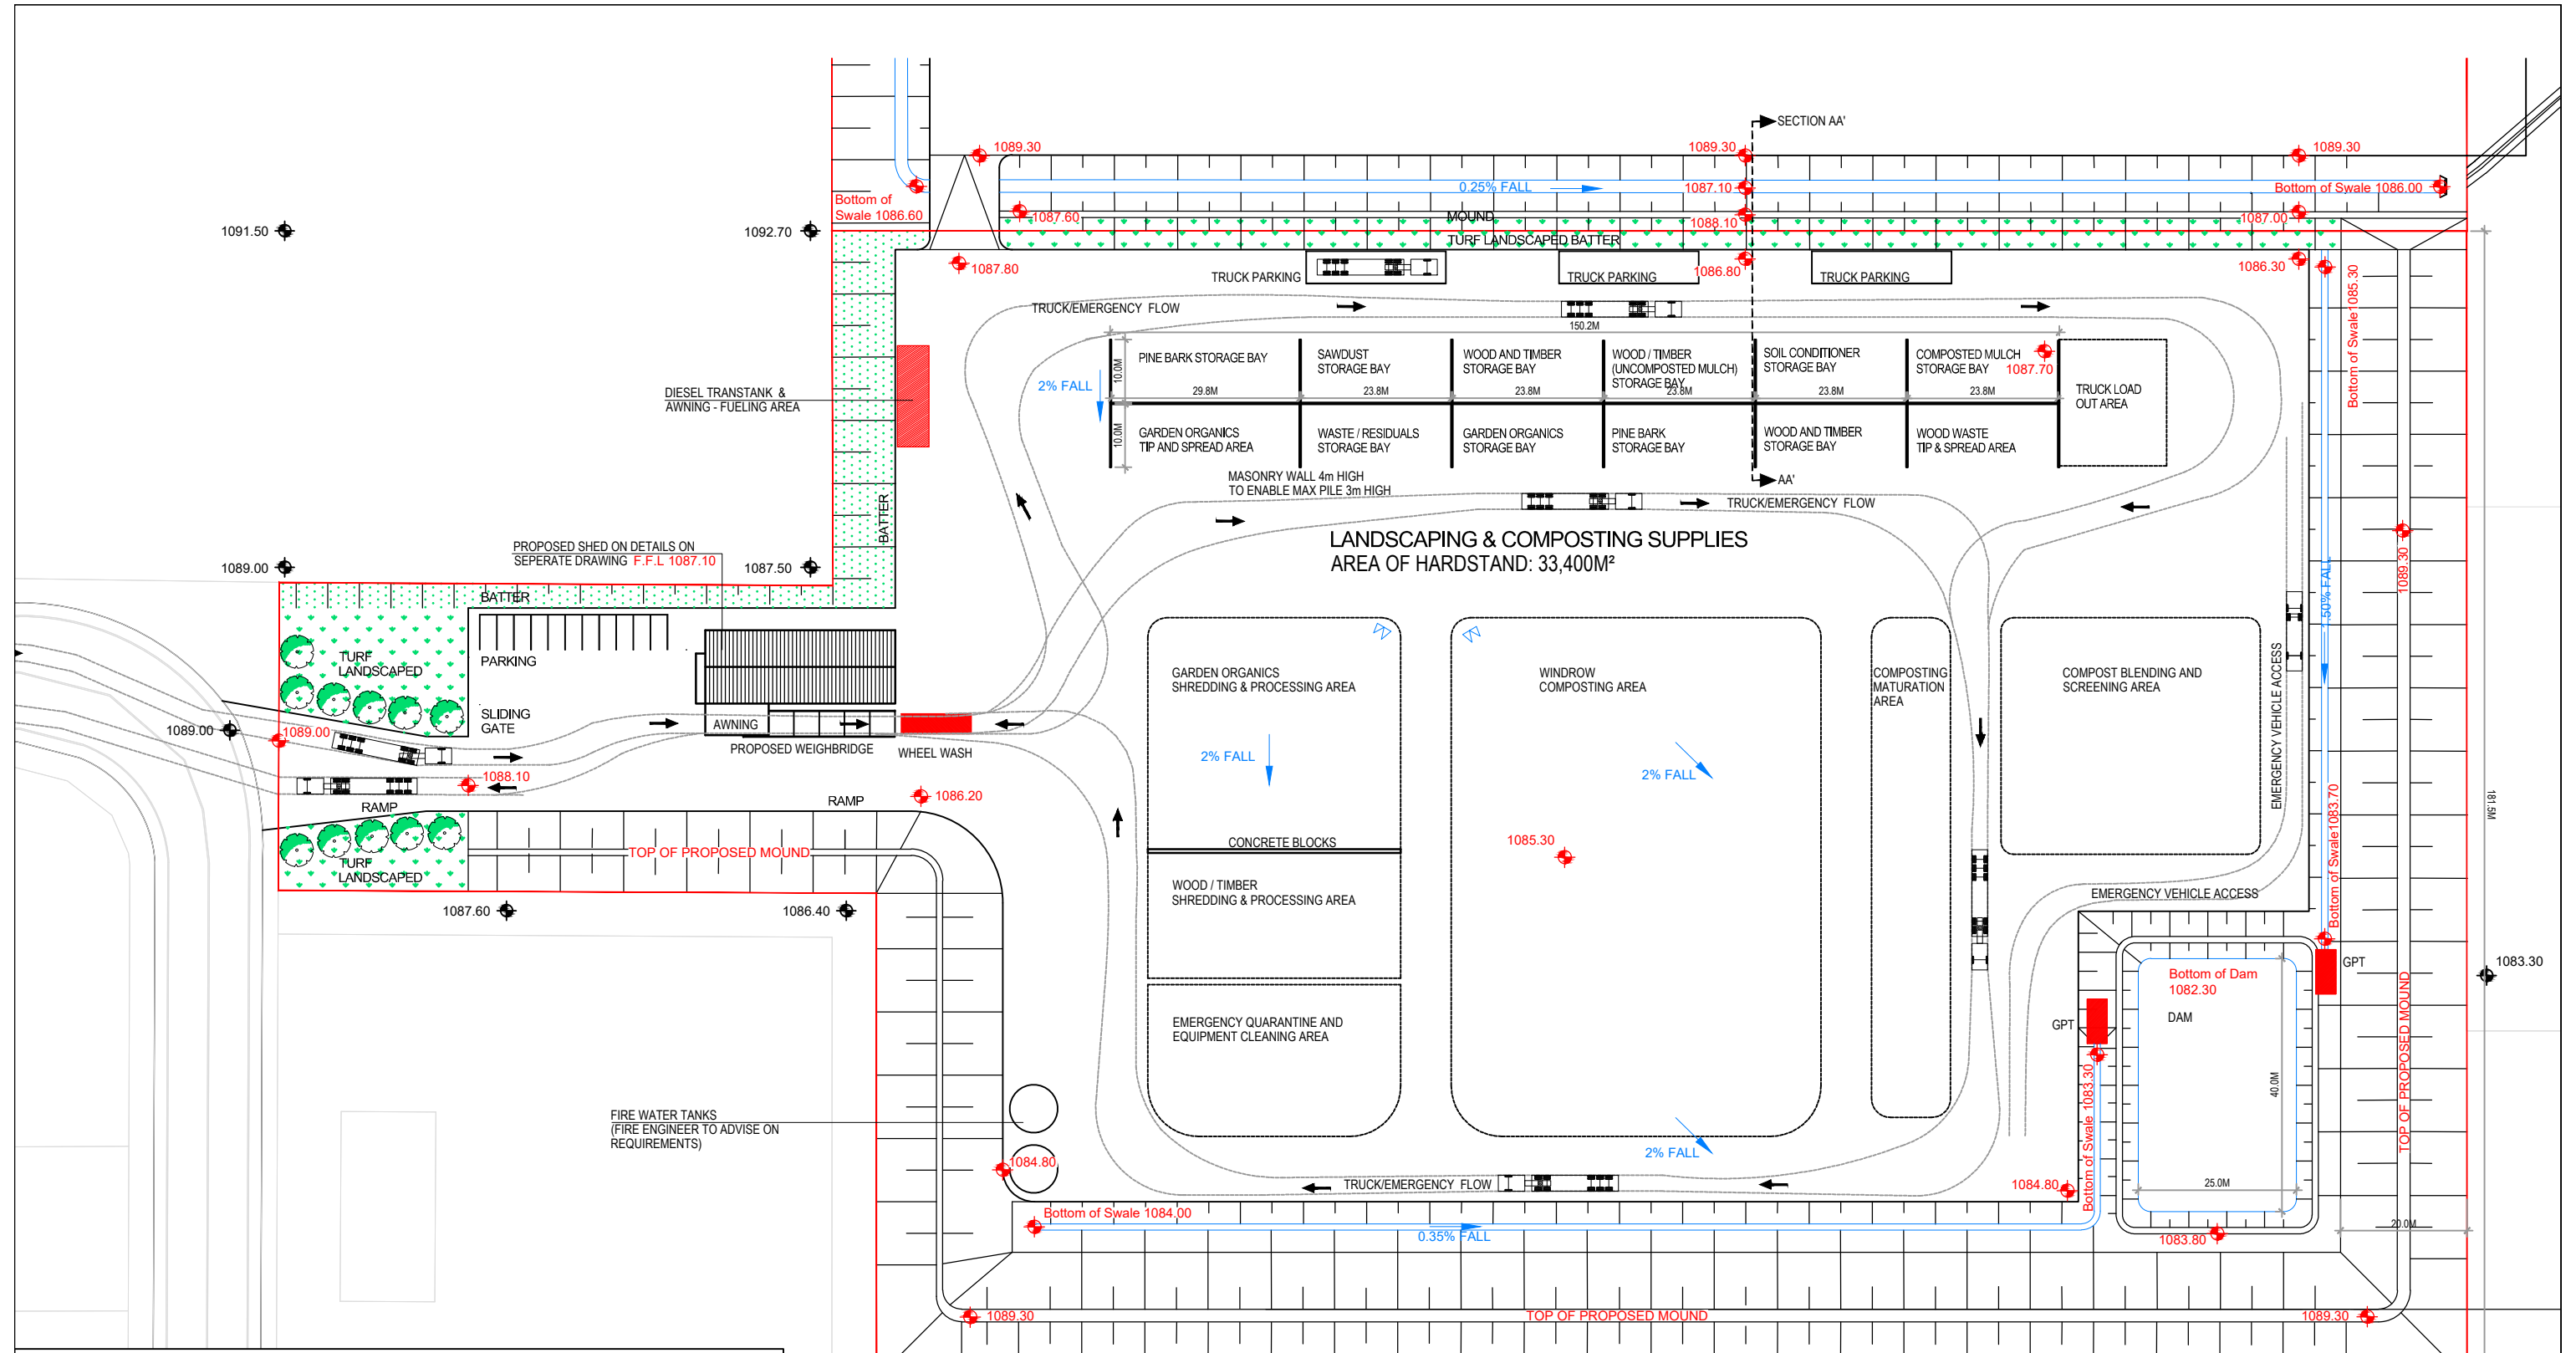 SECTION AA'
1089.30
1089.30
1089.30
0.25% FALL
1087.10
Bottom of Swale 1086.00
Bottom of
Swale 1086.60
1087.60
MOUND
1088.10
1087.00
1091.50
1092.70
TURF LANDSCAPED BATTER
1087.80
TRUCK PARKING
TRUCK PARKING
1086.80
TRUCK PARKING
1086.30
Bottom of Swale 1085.30
TRUCK/EMERGENCY FLOW
150.2M
10.0M
PINE BARK STORAGE BAY
SAWDUST
STORAGE BAY
WOOD AND TIMBER
STORAGE BAY
WOOD / TIMBER
(UNCOMPOSTED MULCH)
STORAGE BAY
SOIL CONDITIONER
STORAGE BAY
COMPOSTED MULCH
STORAGE BAY
1087.70
2% FALL
29.8M
23.8M
23.8M
23.8M
23.8M
23.8M
TRUCK LOAD
OUT AREA
DIESEL TRANSTANK &
AWNING - FUELING AREA
10.0M
GARDEN ORGANICS
TIP AND SPREAD AREA
WASTE / RESIDUALS
STORAGE BAY
GARDEN ORGANICS
STORAGE BAY
PINE BARK
STORAGE BAY
WOOD AND TIMBER
STORAGE BAY
WOOD WASTE
TIP & SPREAD AREA
MASONRY WALL 4m HIGH
TO ENABLE MAX PILE 3m HIGH
AA'
TRUCK/EMERGENCY FLOW
BATTER
LANDSCAPING & COMPOSTING SUPPLIES
AREA OF HARDSTAND: 33,400M²
PROPOSED SHED ON DETAILS ON
SEPERATE DRAWING F.F.L 1087.10
1089.00
1087.50
1089.30
BATTER
TURF
LANDSCAPED
PARKING
SLIDING
GATE
GARDEN ORGANICS
SHREDDING & PROCESSING AREA
WINDROW
COMPOSTING AREA
COMPOSTING
MATURATION
AREA
COMPOST BLENDING AND
SCREENING AREA
EMERGENCY VEHICLE ACCESS
1089.00
1089.00
AWNING
PROPOSED WEIGHBRIDGE
WHEEL WASH
2% FALL
2% FALL
1088.10
1086.20
RAMP
RAMP
Bottom of Swale 1083.70
181.5M
CONCRETE BLOCKS
1085.30
TOP OF PROPOSED MOUND
TURF
LANDSCAPED
WOOD / TIMBER
SHREDDING & PROCESSING AREA
EMERGENCY VEHICLE ACCESS
1087.60
1086.40
GPT
1083.30
Bottom of Dam
1082.30
DAM
EMERGENCY QUARANTINE AND
EQUIPMENT CLEANING AREA
GPT
TOP OF PROPOSED MOUND
40.0M
FIRE WATER TANKS
(FIRE ENGINEER TO ADVISE ON
REQUIREMENTS)
Bottom of Swale 1083.30
2% FALL
1084.80
TRUCK/EMERGENCY FLOW
1084.80
25.0M
Bottom of Swale 1084.00
0.35% FALL
1083.80
20.0M
1089.30
TOP OF PROPOSED MOUND
1089.30